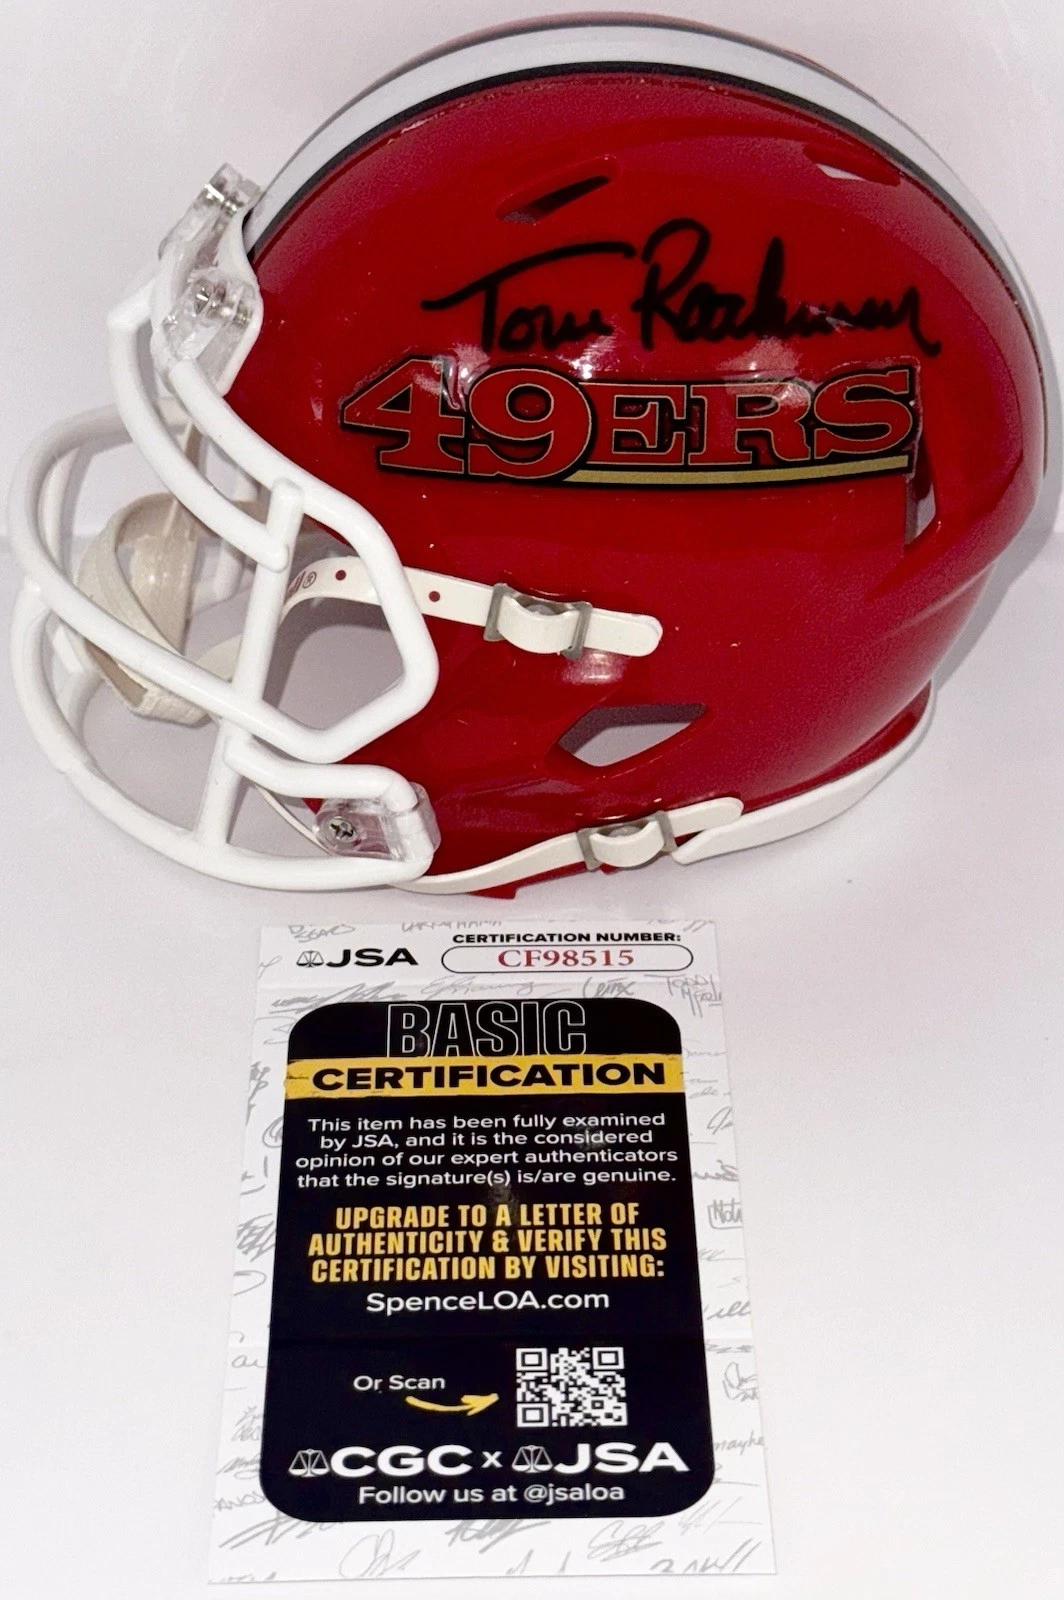 Tom Rathman
49ERS
JSA
CERTIFICATION NUMBER:
CF98515
BASIC
CERTIFICATION
This item has been fully examined
by JSA, and it is the considered
opinion of our expert authenticators
that the signature(s) is/are genuine.
UPGRADE TO A LETTER OF
AUTHENTICITY & VERIFY THIS
CERTIFICATION BY VISITING:
SpenceLOA.com
Or Scan
CGC x JSA
Follow us at @jsaloa